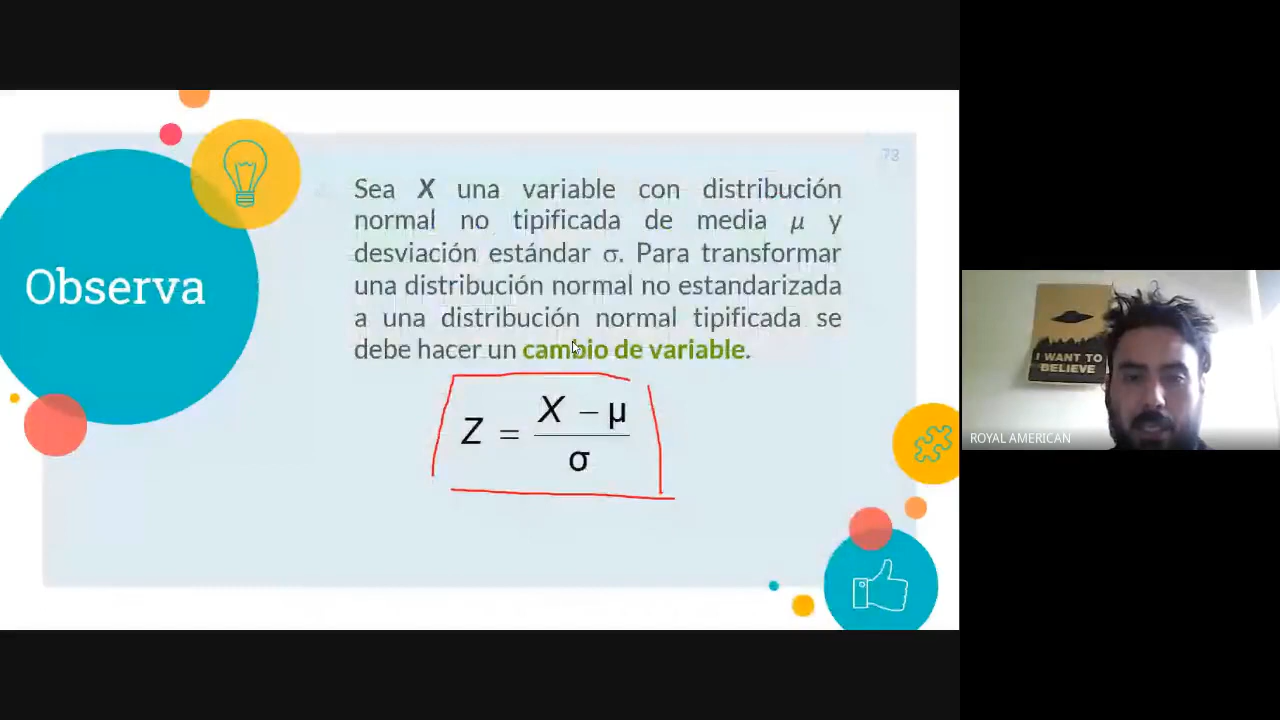 73
Observa
Sea X una variable con distribución
normal no tipificada de media μ y
desviación estándar σ. Para transformar
una distribución normal no estandarizada
a una distribución normal tipificada se
debe hacer un cambio de variable.
Z = (X − μ) / σ
I WANT TO
BELIEVE
ROYAL AMERICAN